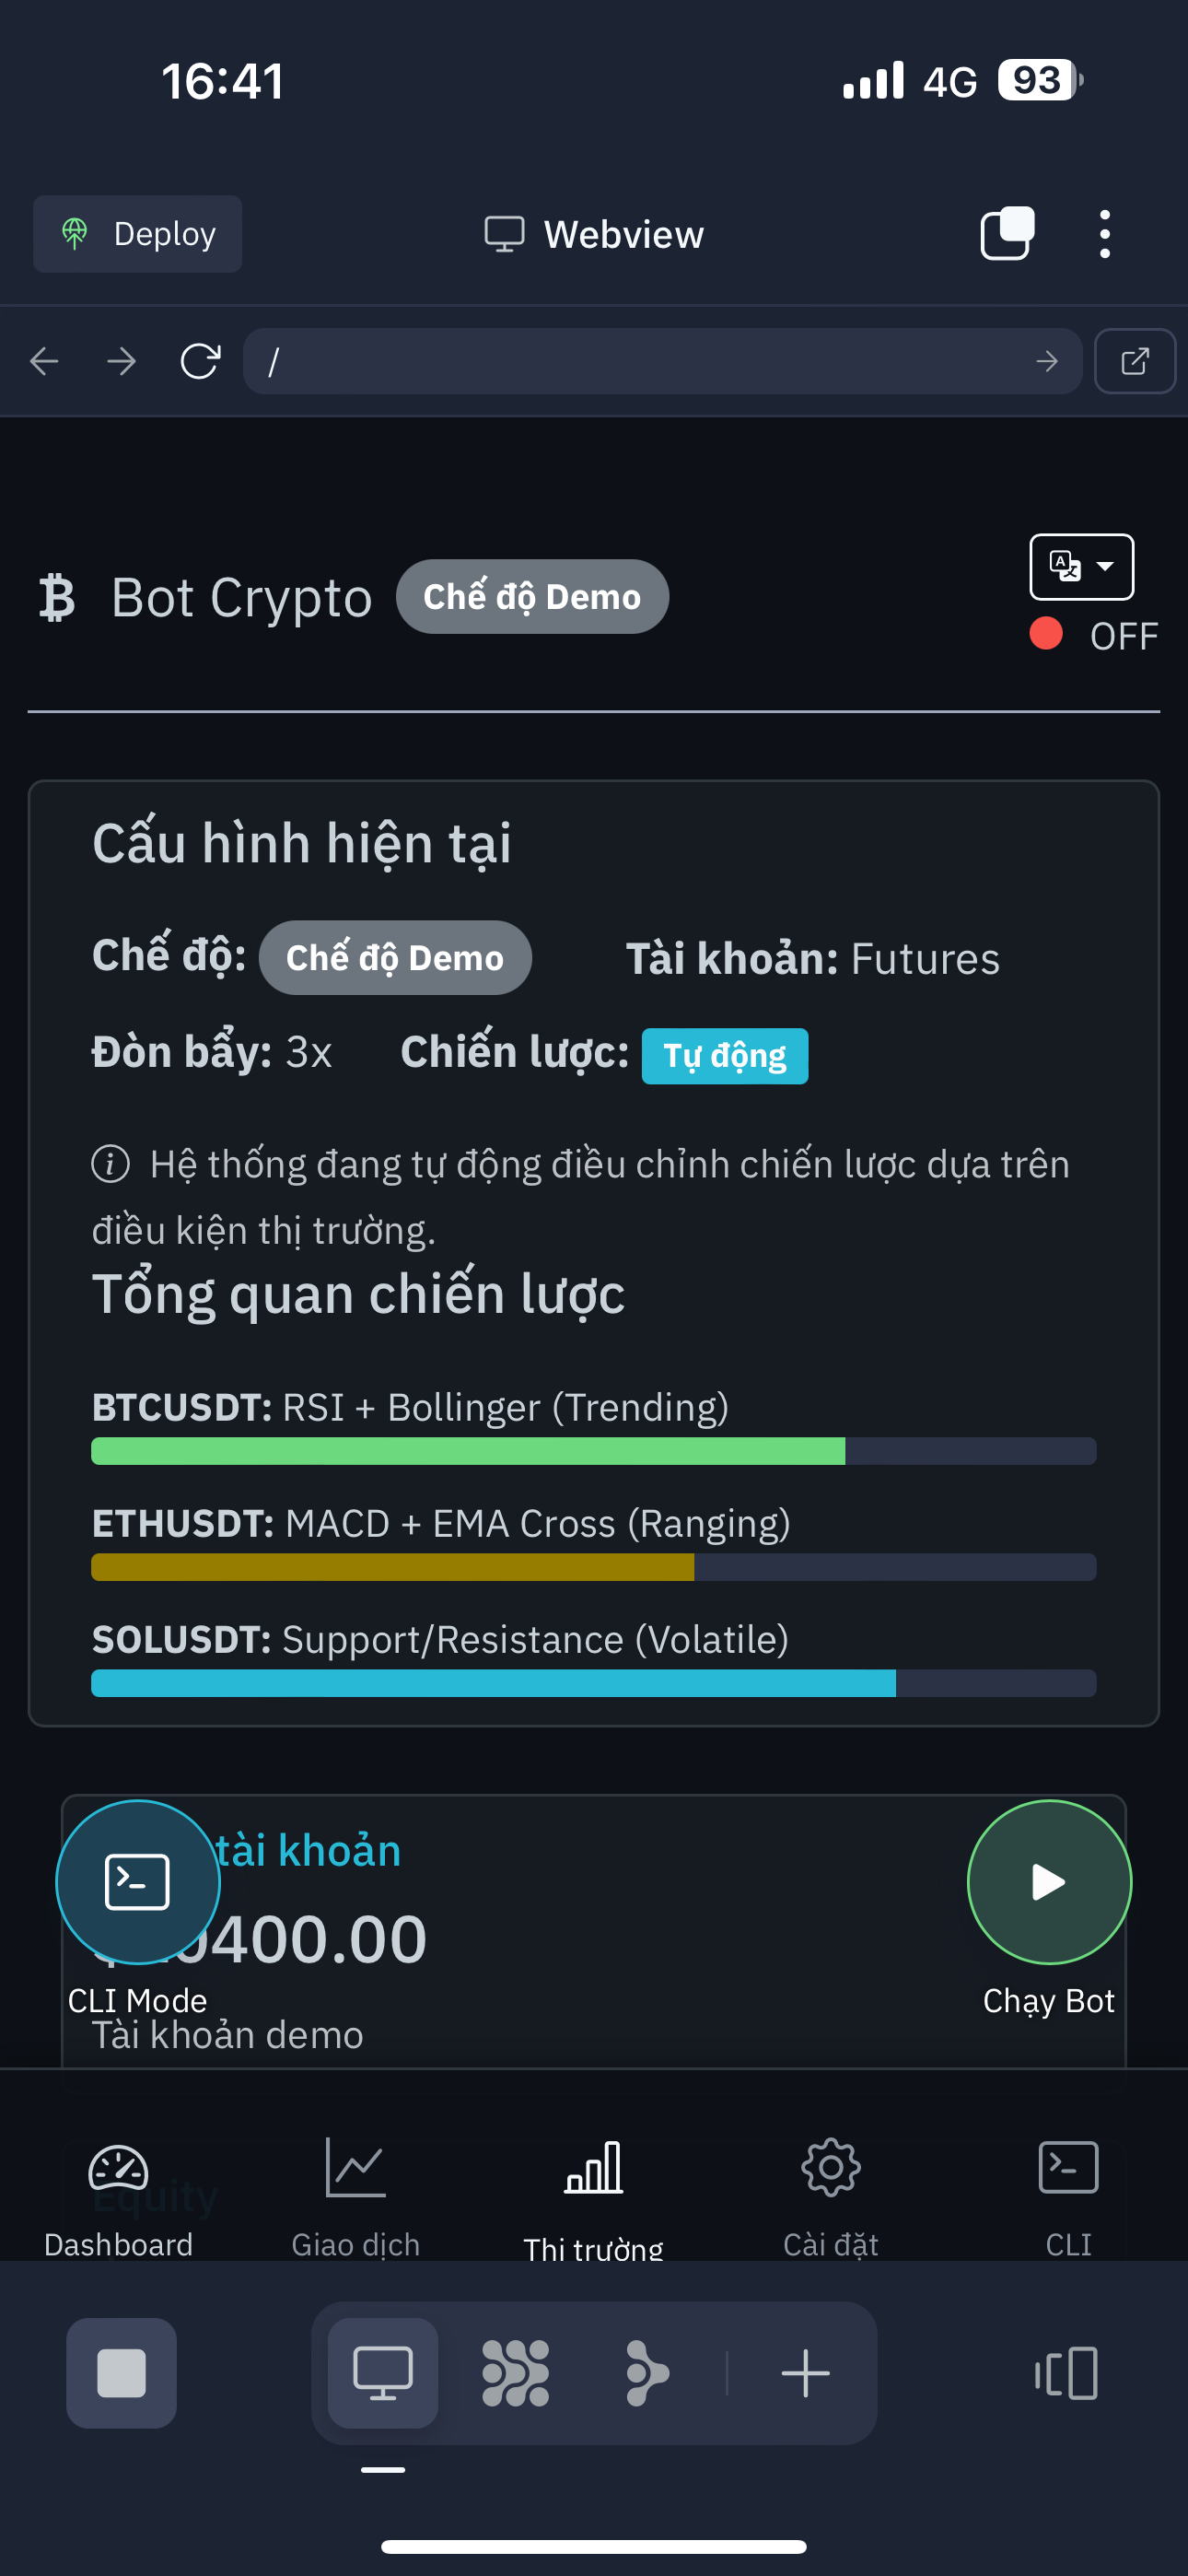 16:41
4G 93
Deploy
Webview
/
Bot Crypto Chế độ Demo
OFF
Cấu hình hiện tại
Chế độ: Chế độ Demo Tài khoản: Futures
Đòn bẩy: 3x Chiến lược: Tự động
Hệ thống đang tự động điều chỉnh chiến lược dựa trên
điều kiện thị trường.
Tổng quan chiến lược
BTCUSDT: RSI + Bollinger (Trending)
ETHUSDT: MACD + EMA Cross (Ranging)
SOLUSDT: Support/Resistance (Volatile)
tài khoản
400.00
CLI Mode
Chạy Bot
Tài khoản demo
Equity
Dashboard Giao dịch Thị trường Cài đặt CLI